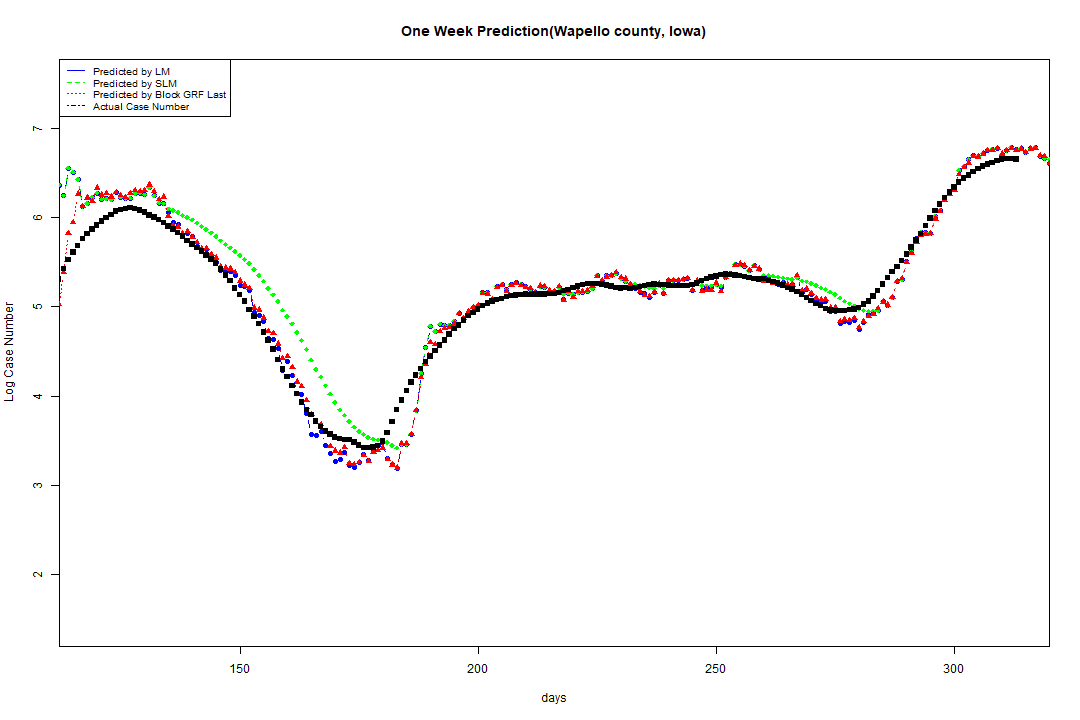 One Week Prediction(Wapello county, Iowa)
Predicted by LM
Predicted by SLM
Predicted by Block GRF Last
Actual Case Number
7
6
5
4
3
2
Log Case Number
150 200 250 300
days